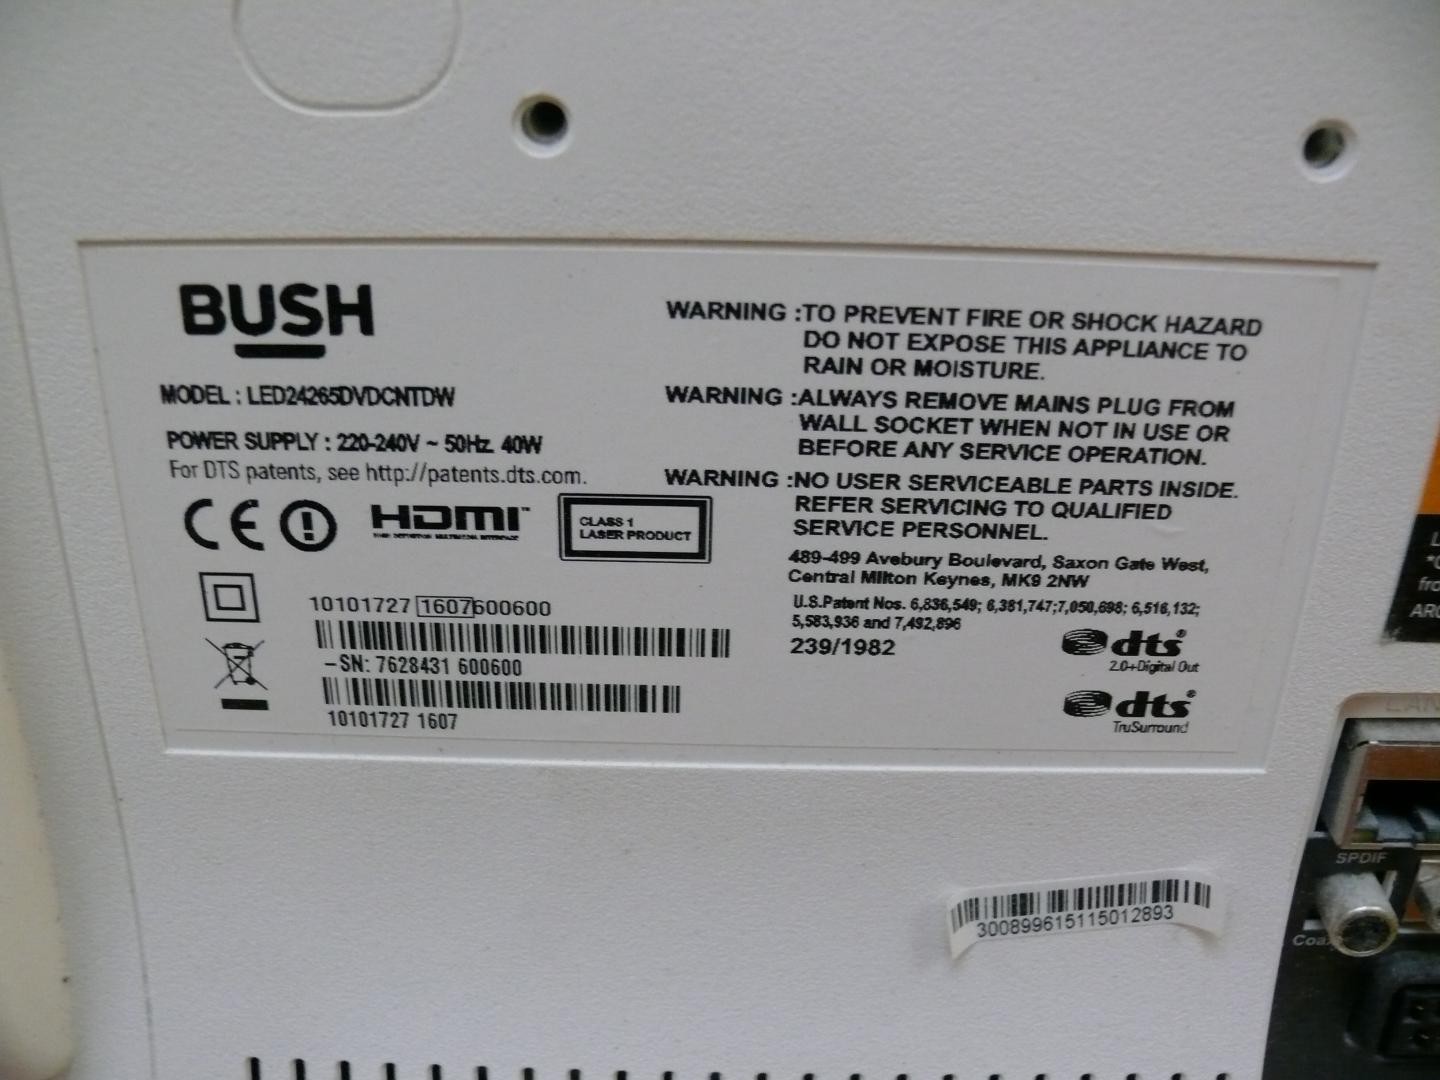 BUSH
MODEL : LED24265DVDCNTDW
POWER SUPPLY : 220-240V ~ 50Hz 40W
For DTS patents, see http://patents.dts.com.
CE
HDMI™
HIGH DEFINITION MULTIMEDIA INTERFACE
CLASS 1
LASER PRODUCT
10101727 1607600600
-SN: 7628431 600600
10101727 1607
WARNING :TO PREVENT FIRE OR SHOCK HAZARD
DO NOT EXPOSE THIS APPLIANCE TO
RAIN OR MOISTURE.
WARNING :ALWAYS REMOVE MAINS PLUG FROM
WALL SOCKET WHEN NOT IN USE OR
BEFORE ANY SERVICE OPERATION.
WARNING :NO USER SERVICEABLE PARTS INSIDE.
REFER SERVICING TO QUALIFIED
SERVICE PERSONNEL.
489-499 Avebury Boulevard, Saxon Gate West,
Central Milton Keynes, MK9 2NW
U.S.Patent Nos. 6,836,549; 6,381,747;7,050,698; 6,516,132;
5,583,936 and 7,492,896
239/1982
dts®
2.0+Digital Out
dts®
TruSurround
300899615115012893
SPDIF